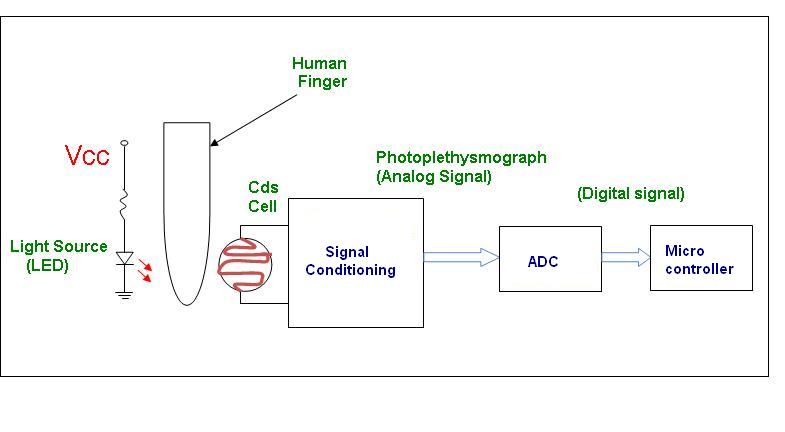 Human
Finger
Vcc
Photoplethysmograph
(Analog Signal)
Cds
Cell
(Digital signal)
Light Source
(LED)
Signal
Conditioning
ADC
Micro
controller